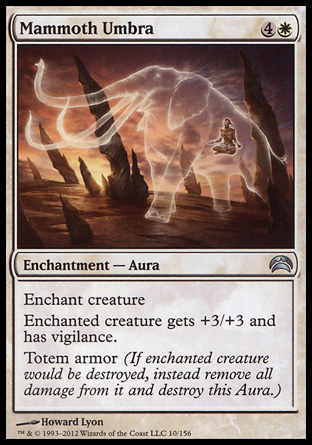 Mammoth Umbra 4
Enchantment — Aura
Enchant creature
Enchanted creature gets +3/+3 and
has vigilance.
Totem armor (If enchanted creature
would be destroyed, instead remove all
damage from it and destroy this Aura.)
Howard Lyon
™ & © 1993–2012 Wizards of the Coast LLC 10/156